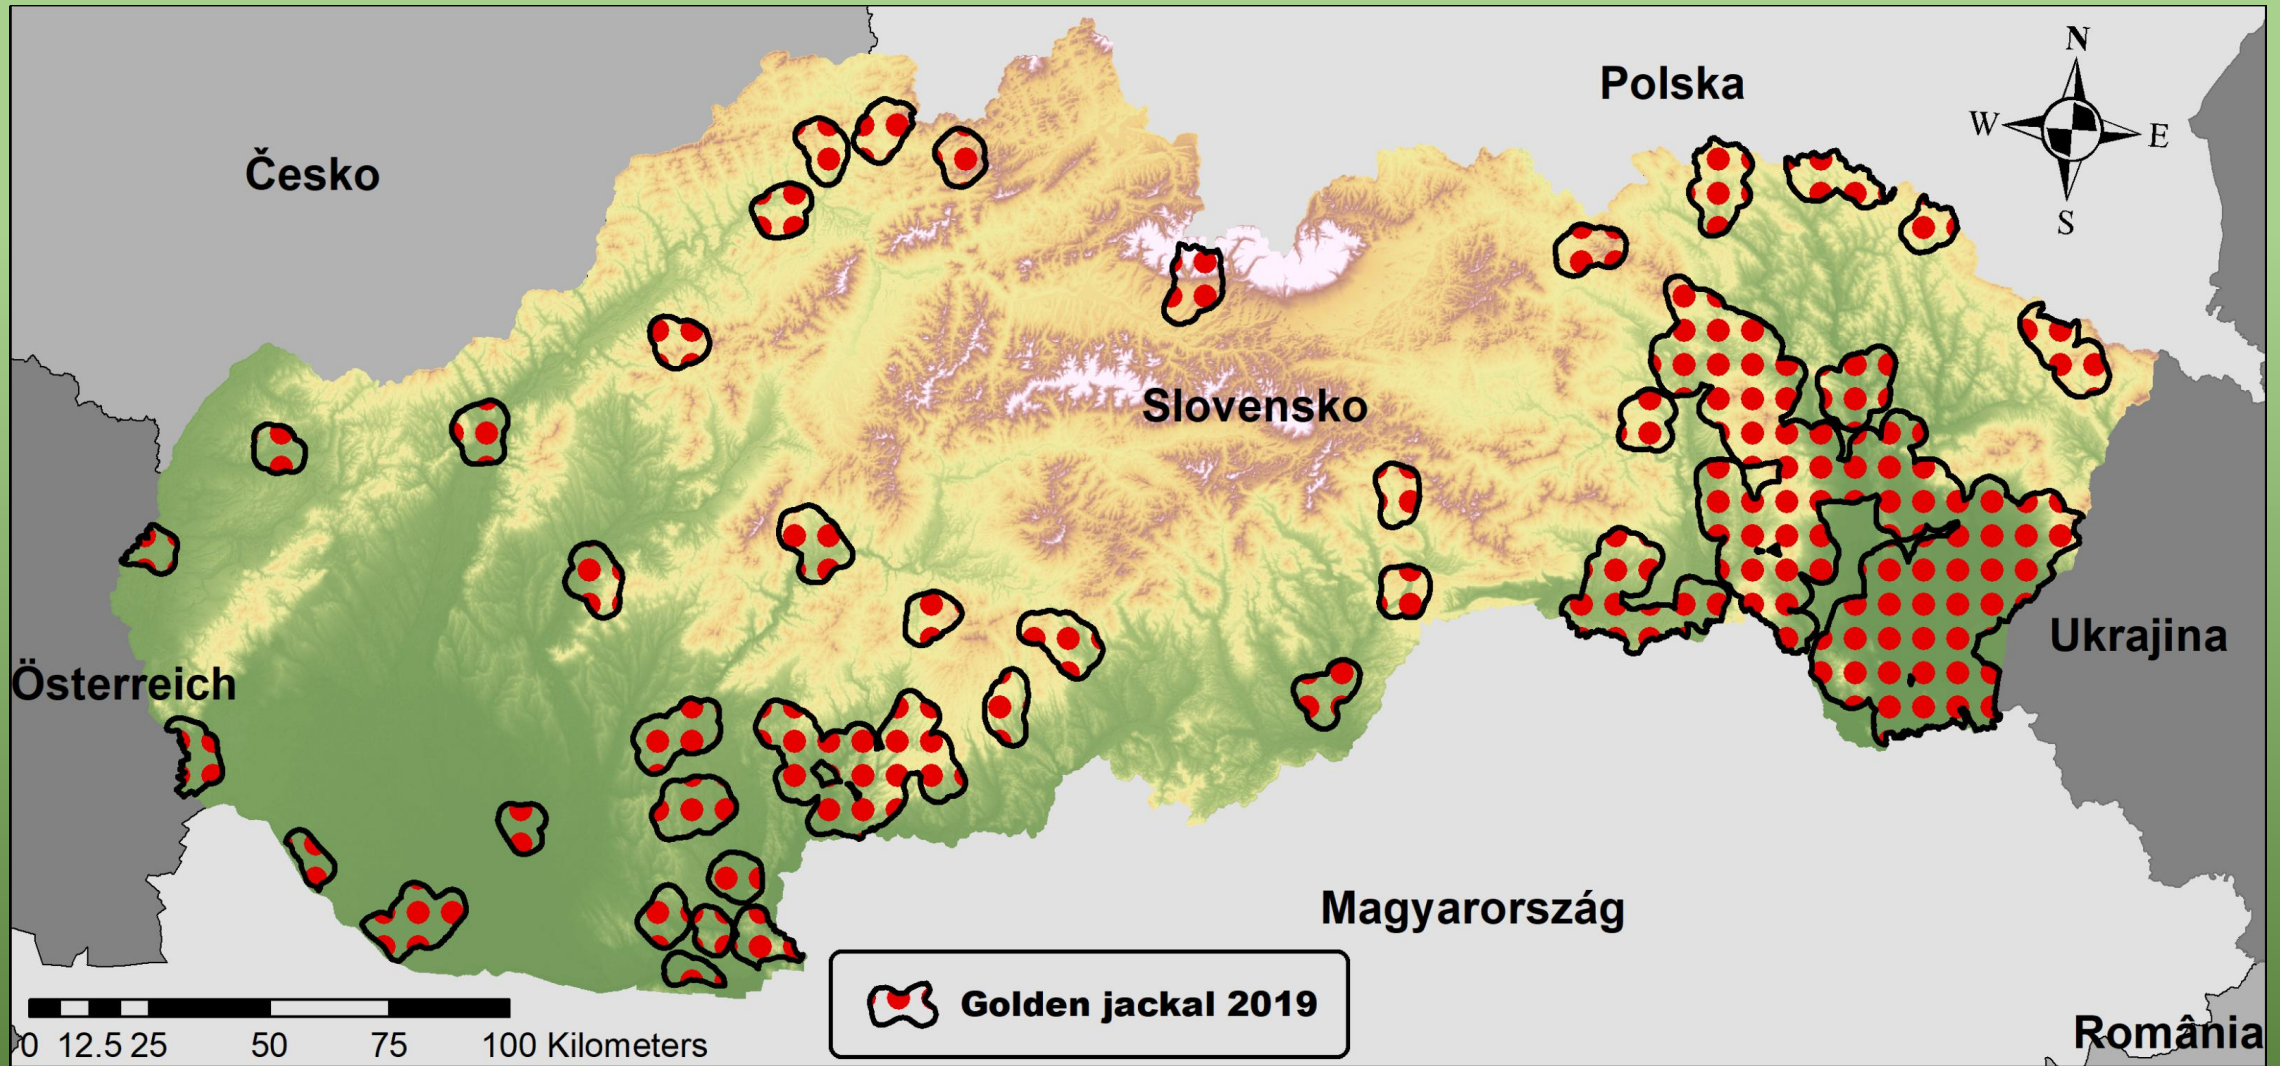 N
Polska
W
E
Česko
S
Slovensko
Ukrajina
Österreich
Magyarország
Golden jackal 2019
România
0 12.5 25 50 75 100 Kilometers